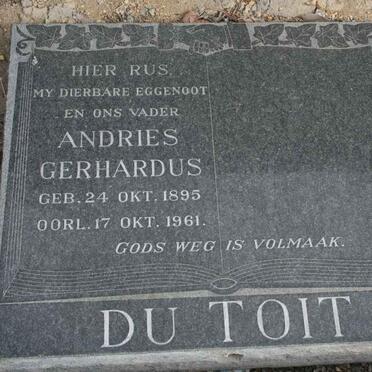 HIER RUS
MY DIERBARE EGGENOOT
EN ONS VADER
ANDRIES
GERHARDUS
GEB. 24 OKT. 1895
OORL. 17 OKT. 1961.
GODS WEG IS VOLMAAK.
DU TOIT